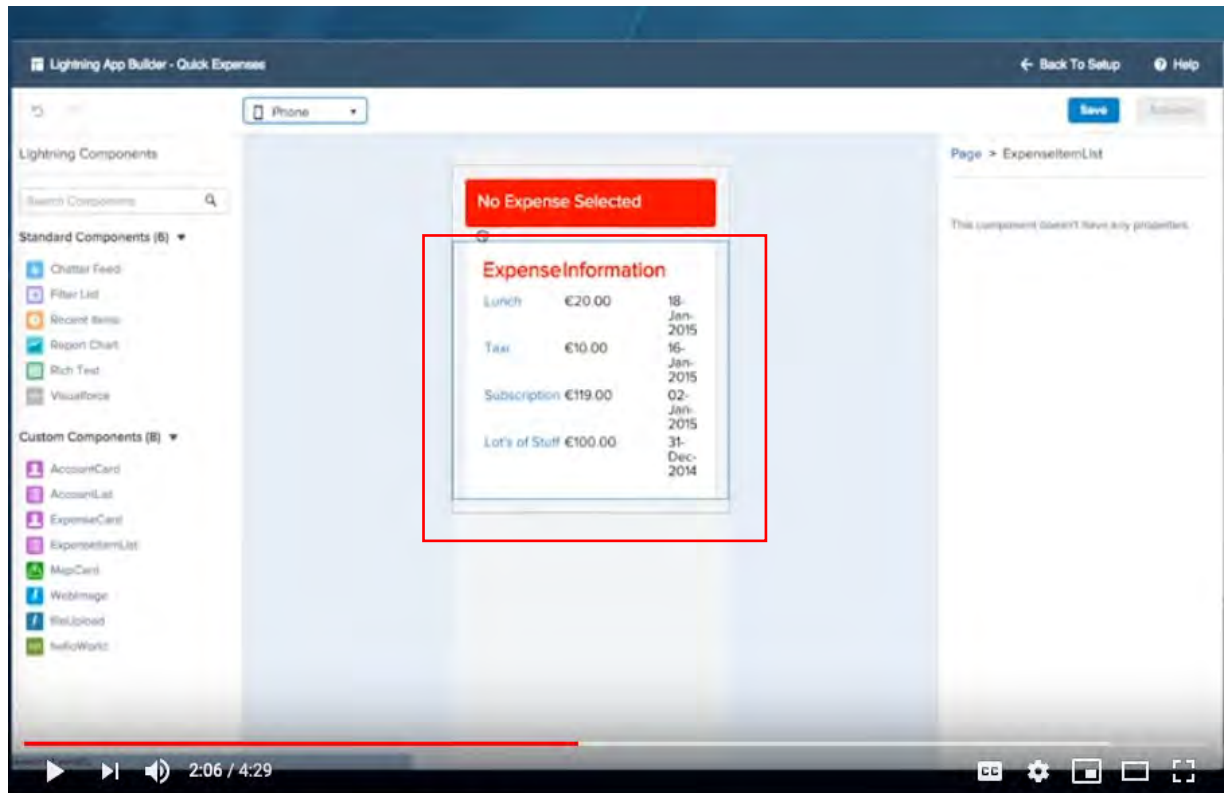 Lightning App Builder - Quick Expenses
Back To Setup
Help
Phone
Save
Lightning Components
Search Components
Standard Components (6)
Chatter Feed
Filter List
Recent Items
Report Chart
Rich Text
Visualforce
Custom Components (8)
AccountCard
AccountList
ExpenseCard
ExpenseItemList
MapCard
WebImage
fileUpload
helloWorld
No Expense Selected
ExpenseInformation
Lunch €20.00 18-
Jan-
2015
Taxi €10.00 16-
Jan-
2015
Subscription €119.00 02-
Jan-
2015
Lot's of Stuff €100.00 31-
Dec-
2014
Page > ExpenseItemList
This component doesn't have any properties.
2:06 / 4:29
CC